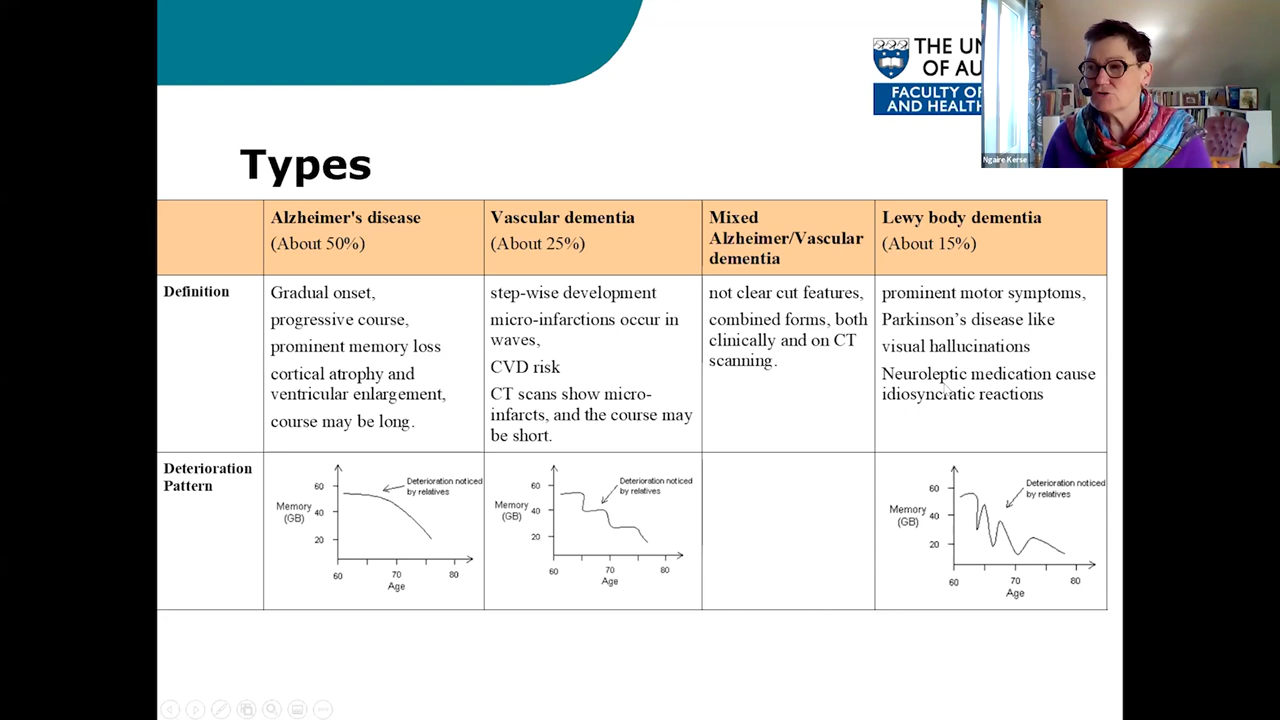 THE UN
OF AU
FACULTY OF
AND HEALTH
Ngaire Kerse
Types
Alzheimer's disease
(About 50%)
Vascular dementia
(About 25%)
Mixed
Alzheimer/Vascular
dementia
Lewy body dementia
(About 15%)
Definition
Gradual onset,
progressive course,
prominent memory loss
cortical atrophy and
ventricular enlargement,
course may be long.
step-wise development
micro-infarctions occur in
waves,
CVD risk
CT scans show micro-
infarcts, and the course may
be short.
not clear cut features,
combined forms, both
clinically and on CT
scanning.
prominent motor symptoms,
Parkinson’s disease like
visual hallucinations
Neuroleptic medication cause
idiosyncratic reactions
Deterioration
Pattern
Deterioration noticed
by relatives
Memory
(GB)
60
40
20
60
70
80
Age
Deterioration noticed
by relatives
Memory
(GB)
60
40
20
60
70
80
Age
Deterioration noticed
by relatives
Memory
(GB)
60
40
20
60
70
80
Age